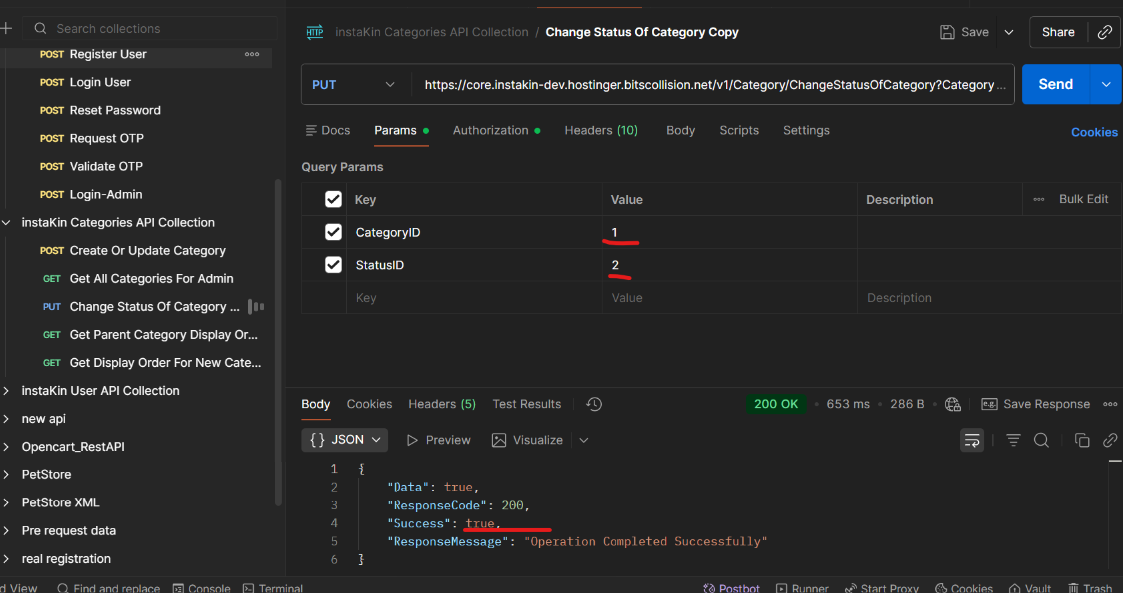 Search collections
POST Register User
POST Login User
POST Reset Password
POST Request OTP
POST Validate OTP
POST Login-Admin
instaKin Categories API Collection
POST Create Or Update Category
GET Get All Categories For Admin
PUT Change Status Of Category ...
GET Get Parent Category Display Or...
GET Get Display Order For New Cate...
instaKin User API Collection
new api
Opencart_RestAPI
PetStore
PetStore XML
Pre request data
real registration
HTTP instaKin Categories API Collection / Change Status Of Category Copy
Save
Share
PUT https://core.instakin-dev.hostinger.bitscollision.net/v1/Category/ChangeStatusOfCategory?Category...
Send
Docs Params Authorization Headers (10) Body Scripts Settings
Cookies
Query Params
Key Value Description Bulk Edit
CategoryID 1
StatusID 2
Key Value Description
Body Cookies Headers (5) Test Results
200 OK • 653 ms • 286 B
e.g. Save Response
{} JSON Preview Visualize
1 {
2 "Data": true,
3 "ResponseCode": 200,
4 "Success": true,
5 "ResponseMessage": "Operation Completed Successfully"
6 }
d View Find and replace Console Terminal
Postbot Runner Start Proxy Cookies Vault Trash